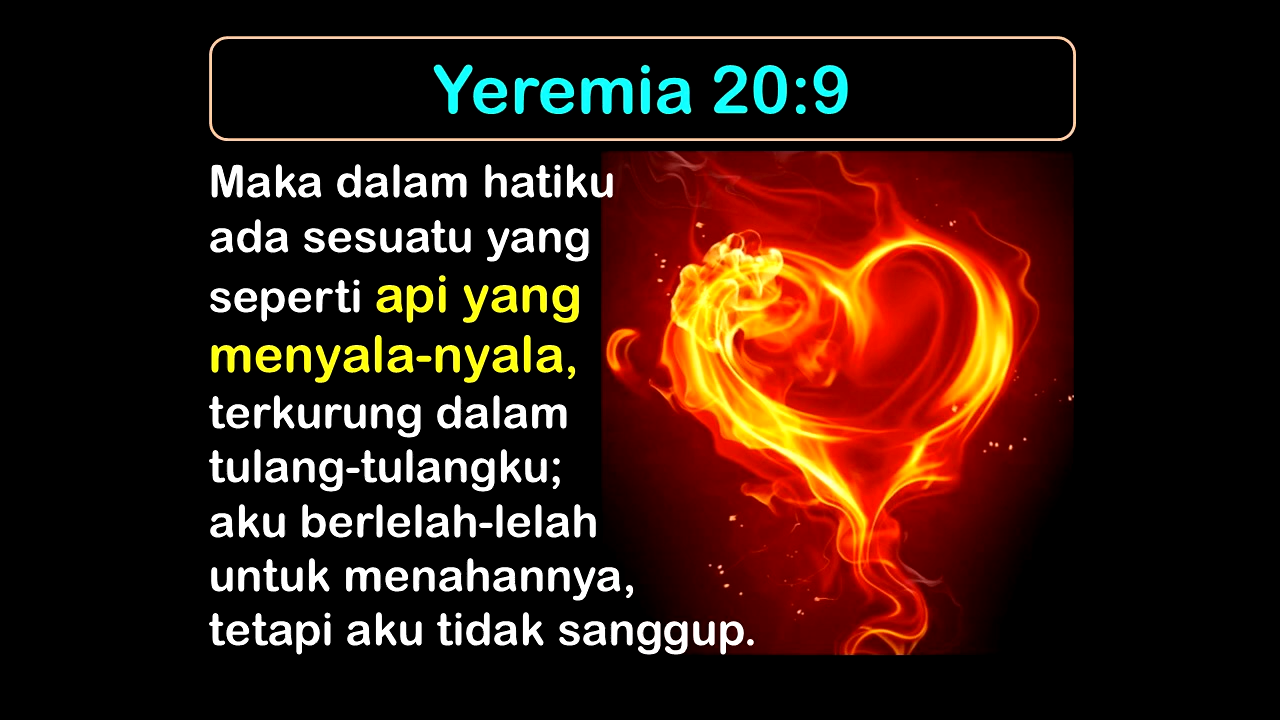 Yeremia 20:9
Maka dalam hatiku
ada sesuatu yang
seperti api yang
menyala-nyala,
terkurung dalam
tulang-tulangku;
aku berlelah-lelah
untuk menahannya,
tetapi aku tidak sanggup.